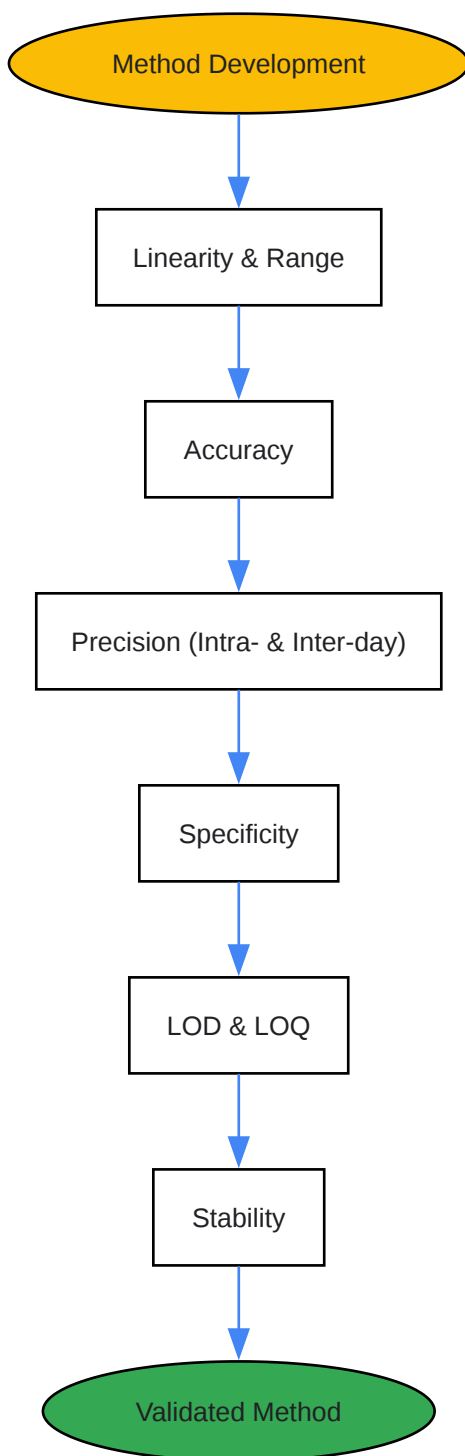 Method Development
Linearity & Range
Accuracy
Precision (Intra- & Inter-day)
Specificity
LOD & LOQ
Stability
Validated Method